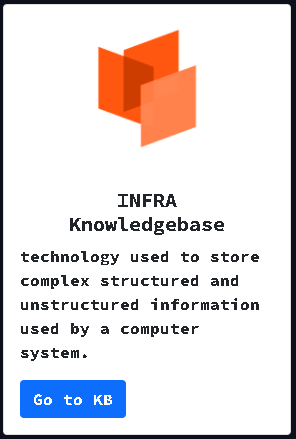 INFRA
Knowledgebase
technology used to store
complex structured and
unstructured information
used by a computer
system.
Go to KB